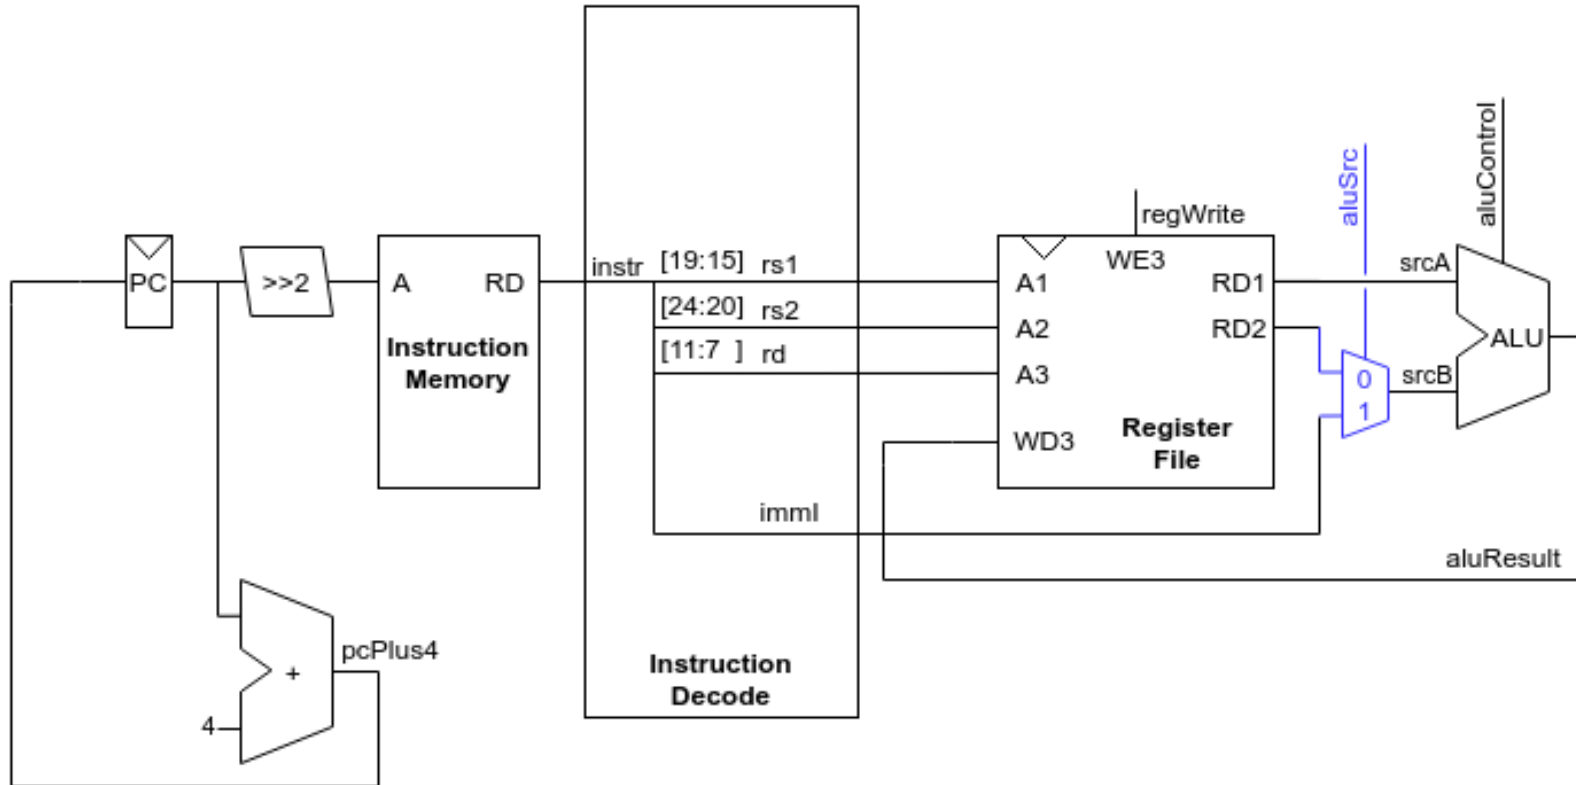 aluSrc
aluControl
regWrite
PC
>>2
A
RD
Instruction
Memory
instr
[19:15] rs1
[24:20] rs2
[11:7 ] rd
immI
Instruction
Decode
WE3
A1
A2
A3
WD3
RD1
RD2
Register
File
0
1
srcA
srcB
ALU
aluResult
+
4
pcPlus4